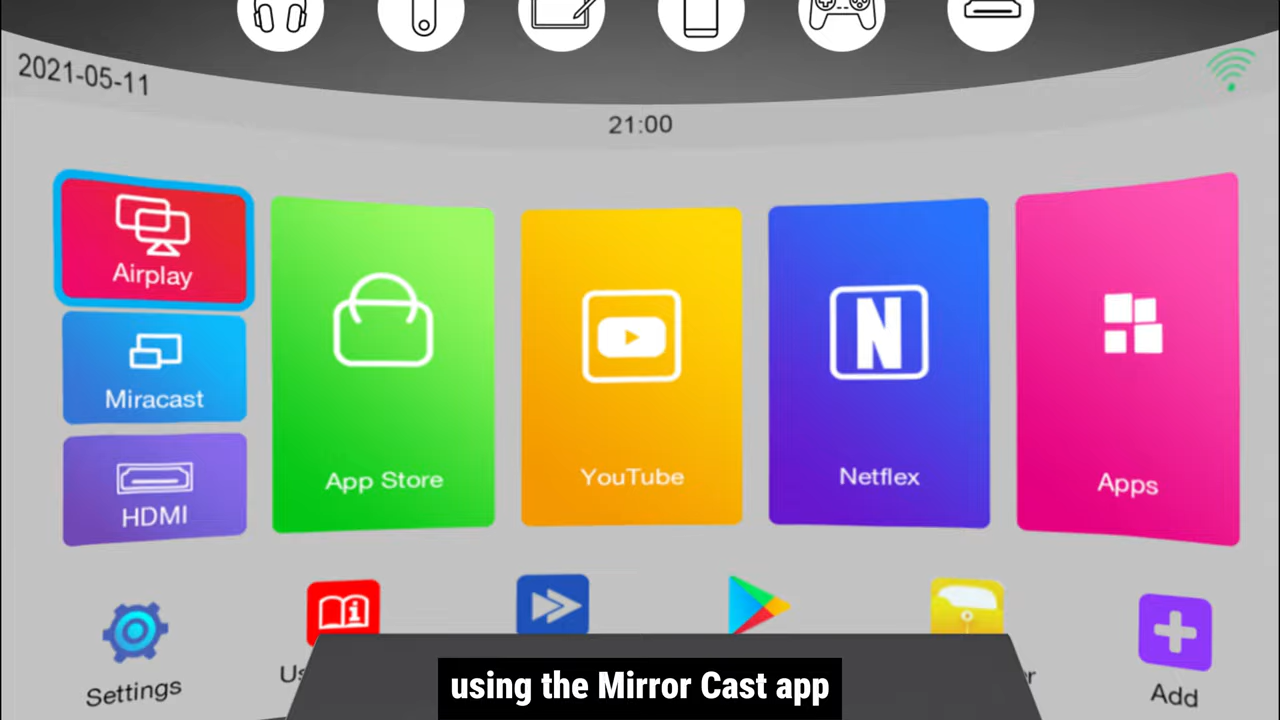 2021-05-11
21:00
Airplay
Miracast
HDMI
App Store
YouTube
N
Netflex
Apps
Settings
Add
using the Mirror Cast app